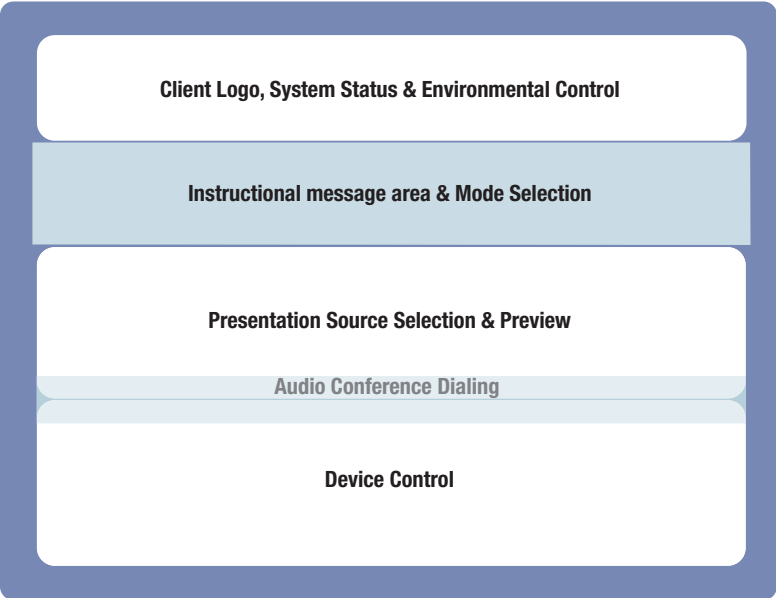 Client Logo, System Status & Environmental Control
Instructional message area & Mode Selection
Presentation Source Selection & Preview
Audio Conference Dialing
Device Control